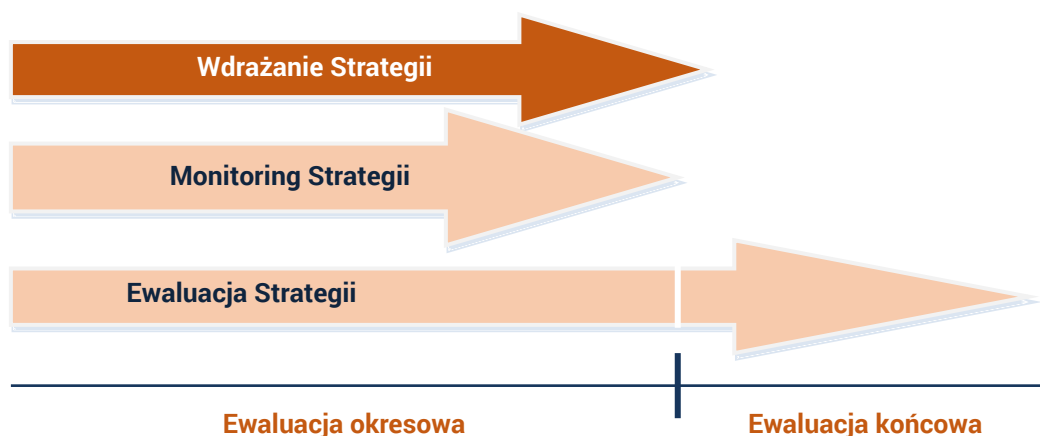 Wdrażanie Strategii
Monitoring Strategii
Ewaluacja Strategii
Ewaluacja okresowa
Ewaluacja końcowa